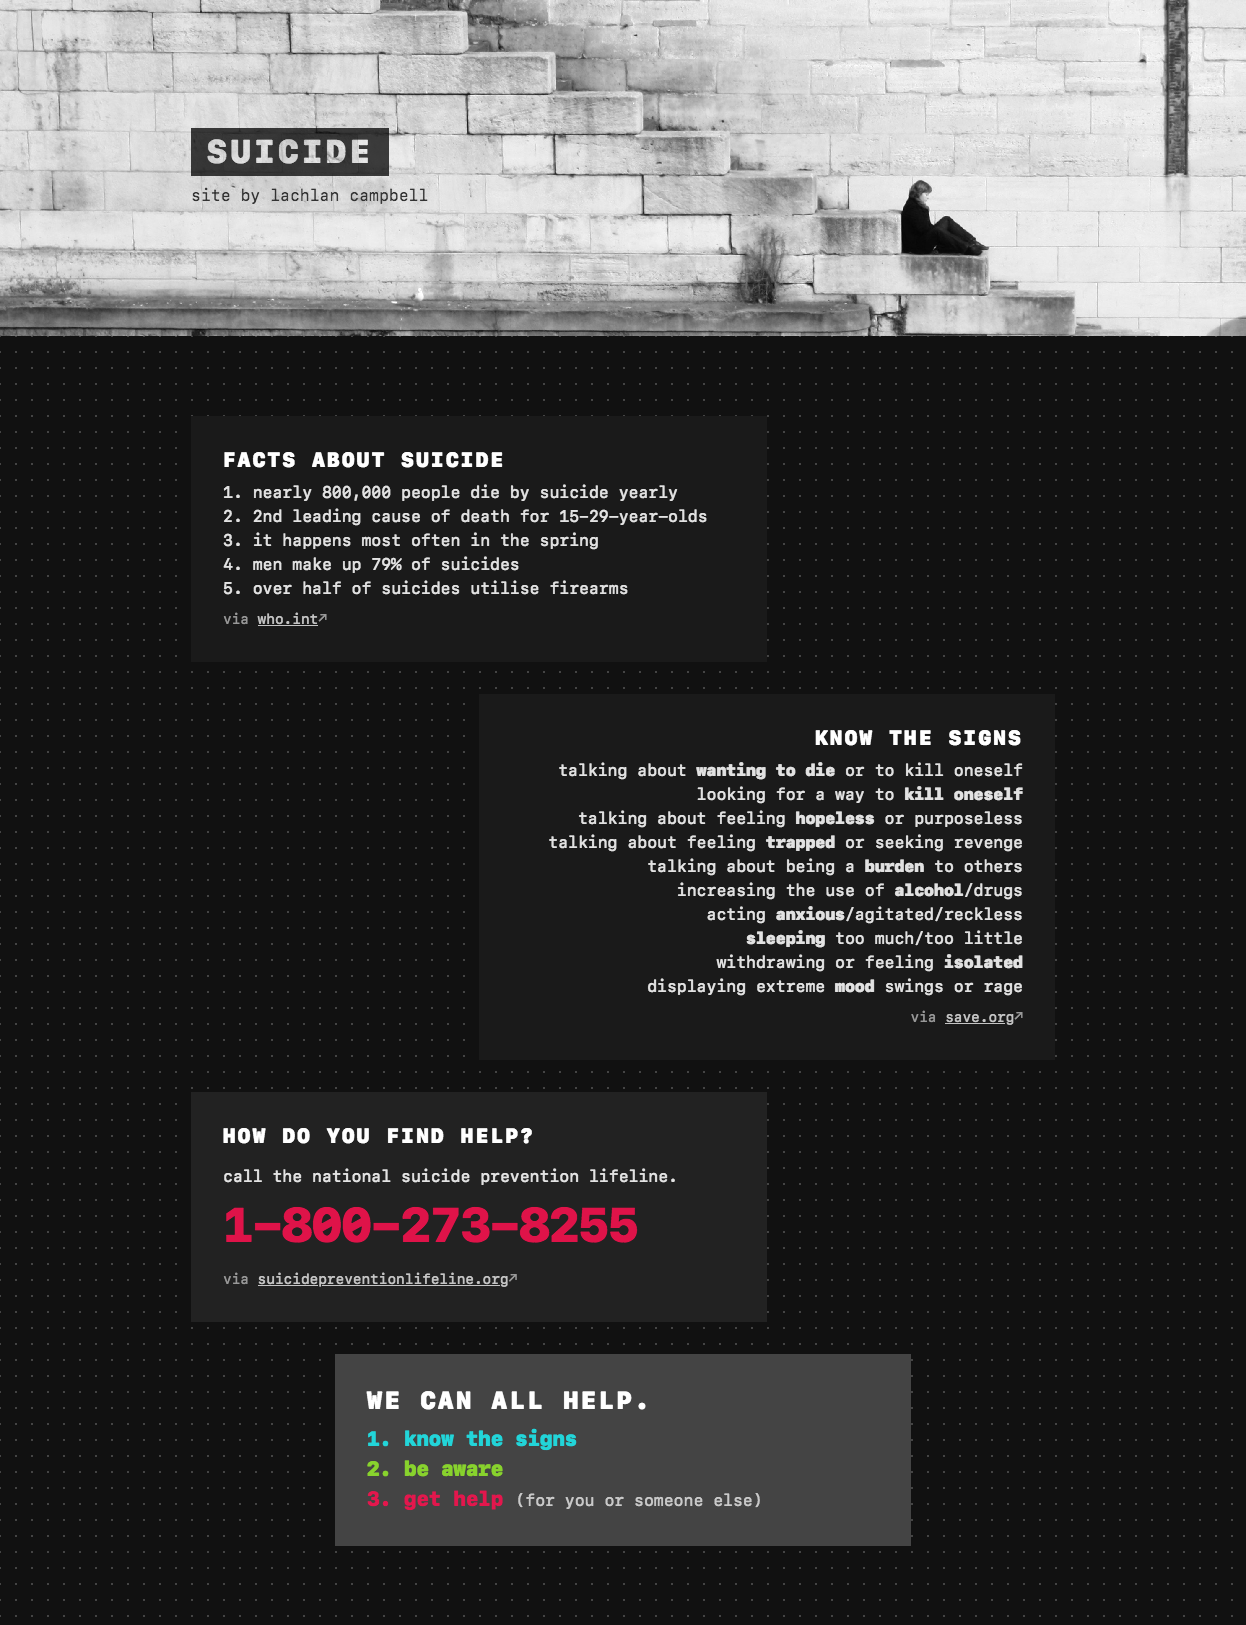 SUICIDE
site by lachlan campbell
FACTS ABOUT SUICIDE
1. nearly 800,000 people die by suicide yearly
2. 2nd leading cause of death for 15–29-year-olds
3. it happens most often in the spring
4. men make up 79% of suicides
5. over half of suicides utilise firearms
via who.int↗
KNOW THE SIGNS
talking about wanting to die or to kill oneself
looking for a way to kill oneself
talking about feeling hopeless or purposeless
talking about feeling trapped or seeking revenge
talking about being a burden to others
increasing the use of alcohol/drugs
acting anxious/agitated/reckless
sleeping too much/too little
withdrawing or feeling isolated
displaying extreme mood swings or rage
via save.org↗
HOW DO YOU FIND HELP?
call the national suicide prevention lifeline.
1-800-273-8255
via suicidepreventionlifeline.org↗
WE CAN ALL HELP.
1. know the signs
2. be aware
3. get help (for you or someone else)